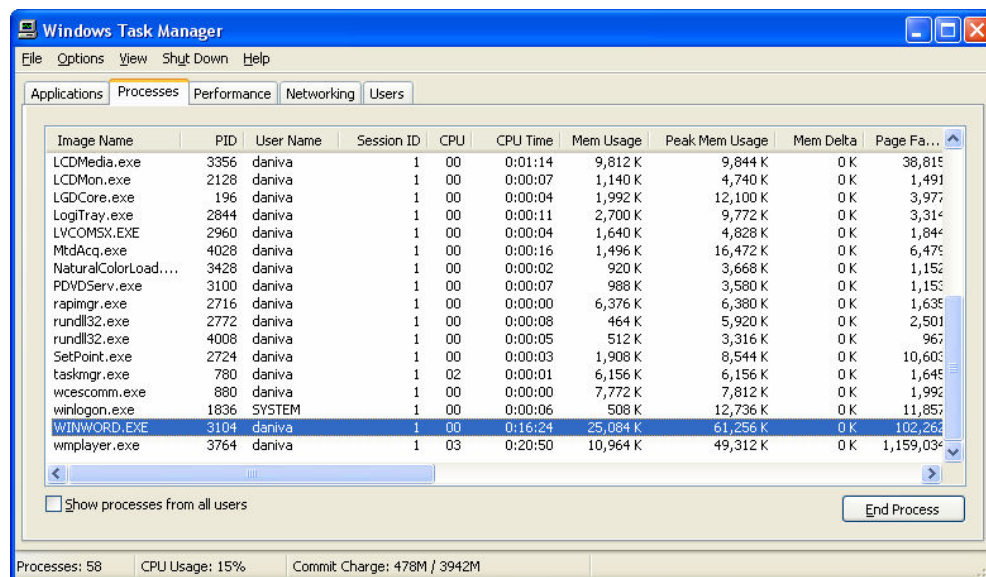 Windows Task Manager
File Options View Shut Down Help
Applications Processes Performance Networking Users
Image Name PID User Name Session ID CPU CPU Time Mem Usage Peak Mem Usage Mem Delta Page Fa...
LCDMedia.exe 3356 daniva 1 00 0:01:14 9,812 K 9,844 K 0 K 38,815
LCDMon.exe 2128 daniva 1 00 0:00:07 1,140 K 4,740 K 0 K 1,491
LGDCore.exe 196 daniva 1 00 0:00:04 1,992 K 12,100 K 0 K 3,977
LogiTray.exe 2844 daniva 1 00 0:00:11 2,700 K 9,772 K 0 K 3,314
LVCOMSX.EXE 2960 daniva 1 00 0:00:04 1,640 K 4,828 K 0 K 1,844
MtdAcq.exe 4028 daniva 1 00 0:00:16 1,496 K 16,472 K 0 K 6,479
NaturalColorLoad.... 3428 daniva 1 00 0:00:02 920 K 3,668 K 0 K 1,152
PDVDServ.exe 3100 daniva 1 00 0:00:07 988 K 3,580 K 0 K 1,153
rapimgr.exe 2716 daniva 1 00 0:00:00 6,376 K 6,380 K 0 K 1,635
rundll32.exe 2772 daniva 1 00 0:00:08 464 K 5,920 K 0 K 2,501
rundll32.exe 4008 daniva 1 00 0:00:05 512 K 3,316 K 0 K 967
SetPoint.exe 2724 daniva 1 00 0:00:03 1,908 K 8,544 K 0 K 10,603
taskmgr.exe 780 daniva 1 02 0:00:01 6,156 K 6,156 K 0 K 1,645
wcescomm.exe 880 daniva 1 00 0:00:00 7,772 K 7,812 K 0 K 1,992
winlogon.exe 1836 SYSTEM 1 00 0:00:06 508 K 12,736 K 0 K 11,857
WINWORD.EXE 3104 daniva 1 00 0:16:24 25,084 K 61,256 K 0 K 102,262
wmplayer.exe 3764 daniva 1 03 0:20:50 10,964 K 49,312 K 0 K 1,159,034
Show processes from all users
End Process
Processes: 58 CPU Usage: 15% Commit Charge: 478M / 3942M